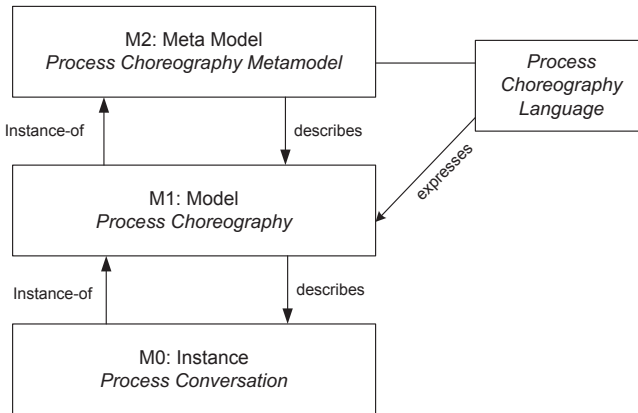 M2: Meta Model
Process Choreography Metamodel
Process
Choreography
Language
Instance-of
describes
expresses
M1: Model
Process Choreography
Instance-of
describes
M0: Instance
Process Conversation